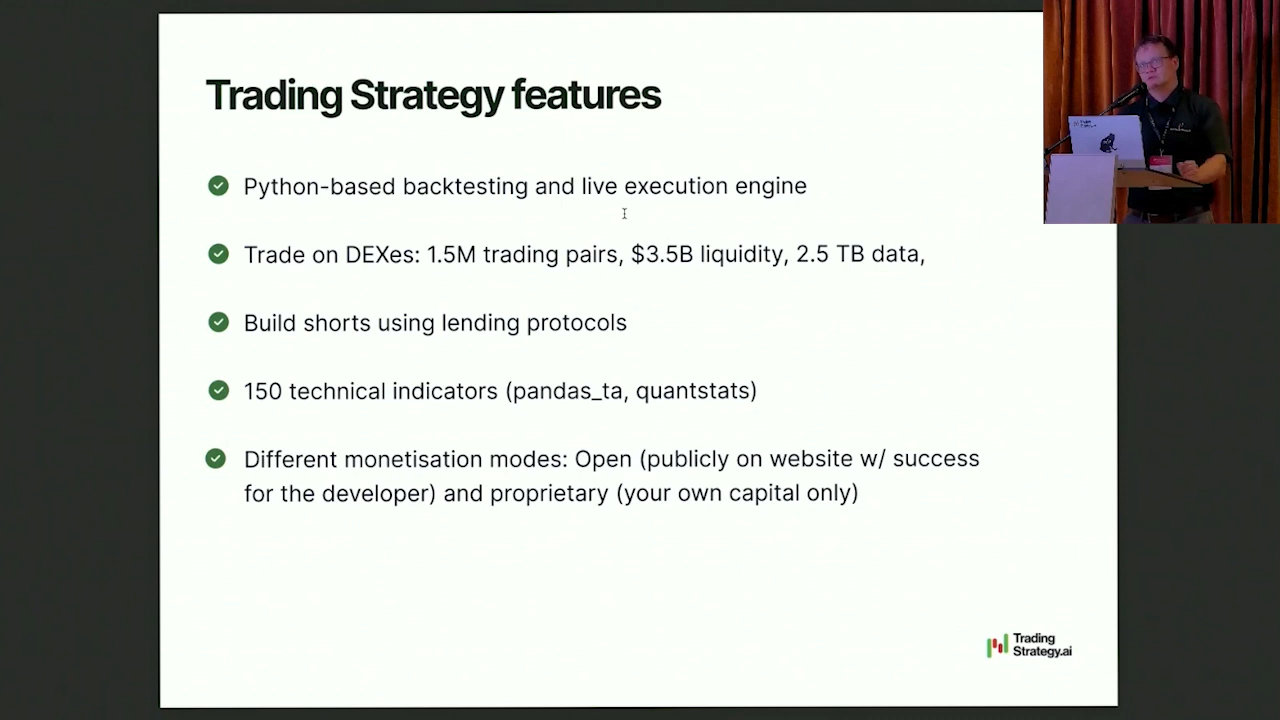 Trading Strategy features
Python-based backtesting and live execution engine
Trade on DEXes: 1.5M trading pairs, $3.5B liquidity, 2.5 TB data,
Build shorts using lending protocols
150 technical indicators (pandas_ta, quantstats)
Different monetisation modes: Open (publicly on website w/ success
for the developer) and proprietary (your own capital only)
Trading
Strategy.ai